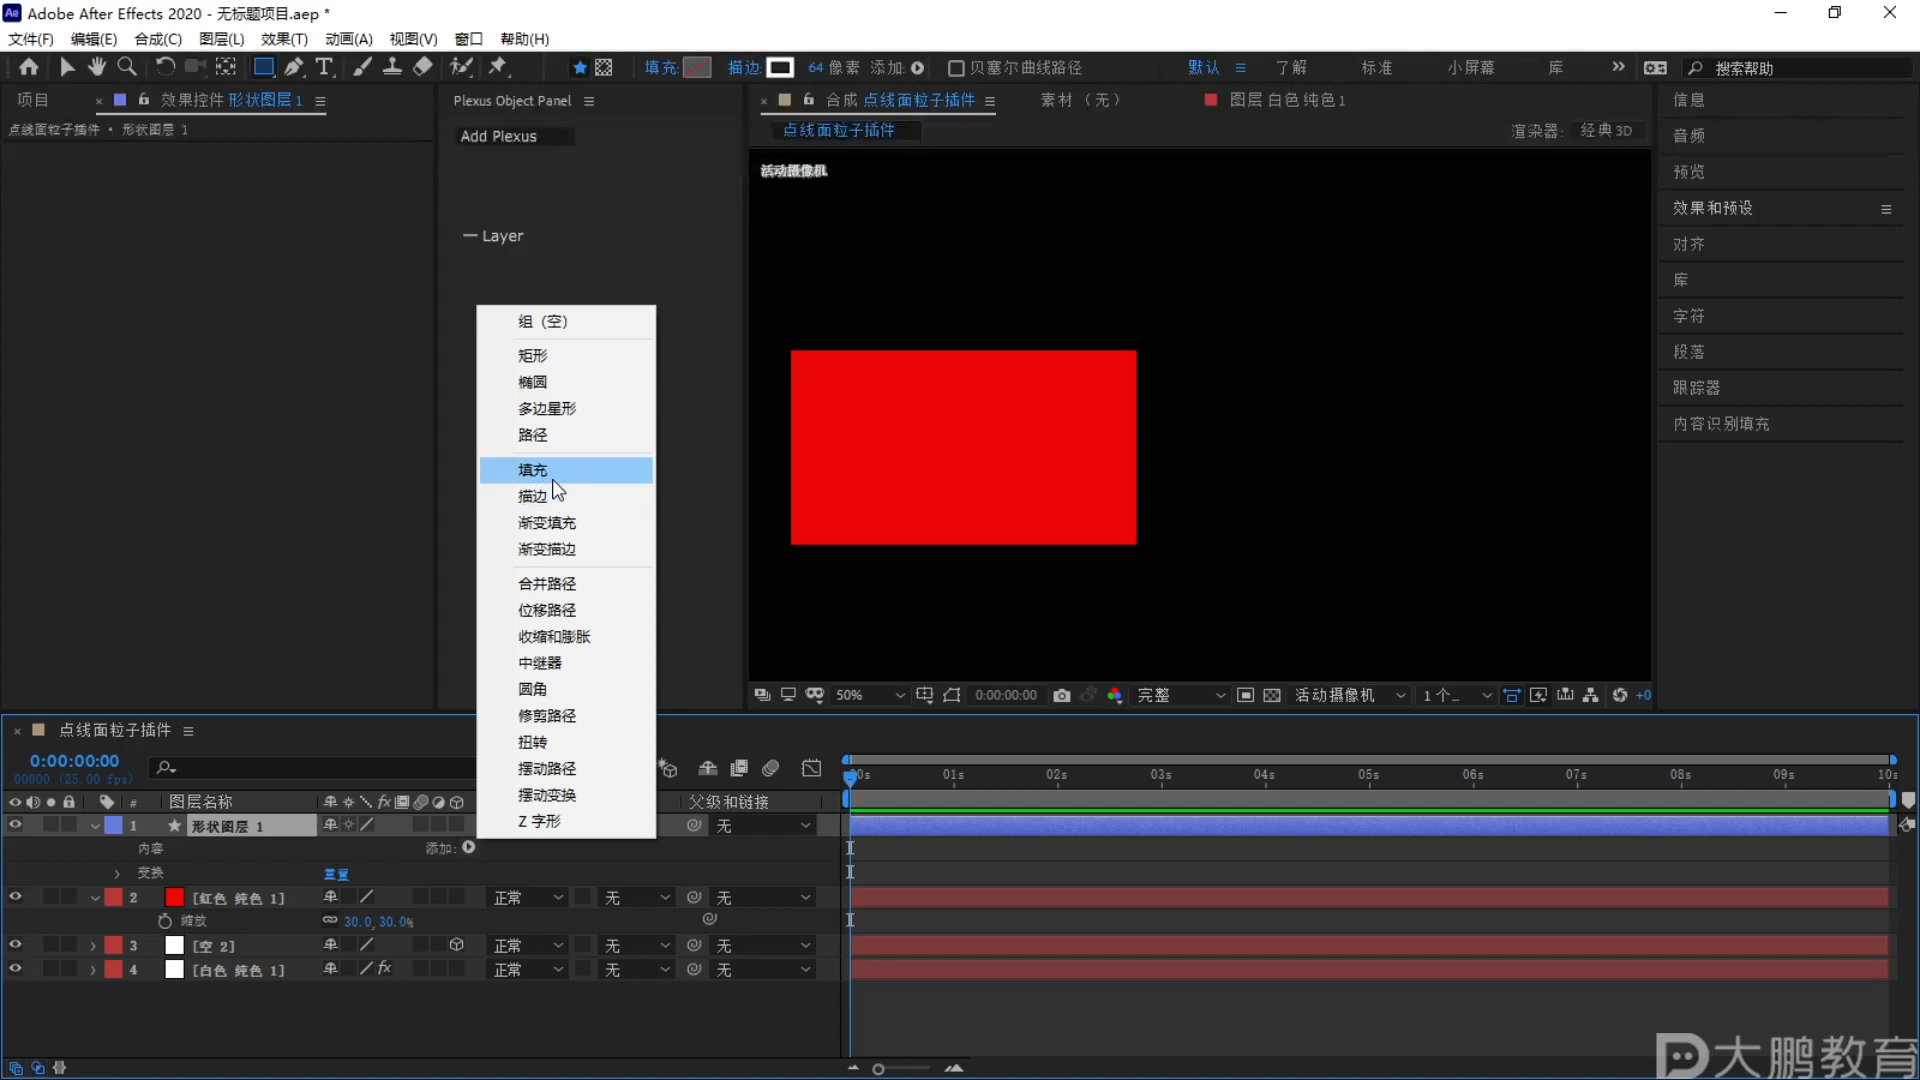 Adobe After Effects 2020 - 无标题项目.aep *
文件(F) 编辑(E) 合成(C) 图层(L) 效果(T) 动画(A) 视图(V) 窗口 帮助(H)
填充: 描边: 64 像素 添加: 贝塞尔曲线路径 默认 了解 标准 小屏幕 库 搜索帮助
项目 效果控件 形状图层 1
点线面粒子插件 • 形状图层 1
Plexus Object Panel
Add Plexus
Layer
合成 点线面粒子插件 素材 (无) 图层 白色 纯色 1
点线面粒子插件 渲染器: 经典 3D
活动摄像机
组 (空)
矩形
椭圆
多边星形
路径
填充
描边
渐变填充
渐变描边
合并路径
位移路径
收缩和膨胀
中继器
圆角
修剪路径
扭转
摆动路径
摆动变换
Z 字形
50% 0:00:00:00 完整 活动摄像机 1 个... +0
信息
音频
预览
效果和预设
对齐
库
字符
段落
跟踪器
内容识别填充
点线面粒子插件
0:00:00:00
00000 (25.00 fps)
00s 01s 02s 03s 04s 05s 06s 07s 08s 09s 10s
# 图层名称 fx 父级和链接
1 形状图层 1 无
内容 添加:
变换 重置
2 [红色 纯色 1] 正常 无 无
缩放 30.0, 30.0%
3 [空 2] 正常 无 无
4 [白色 纯色 1] fx 正常 无 无
大鹏教育